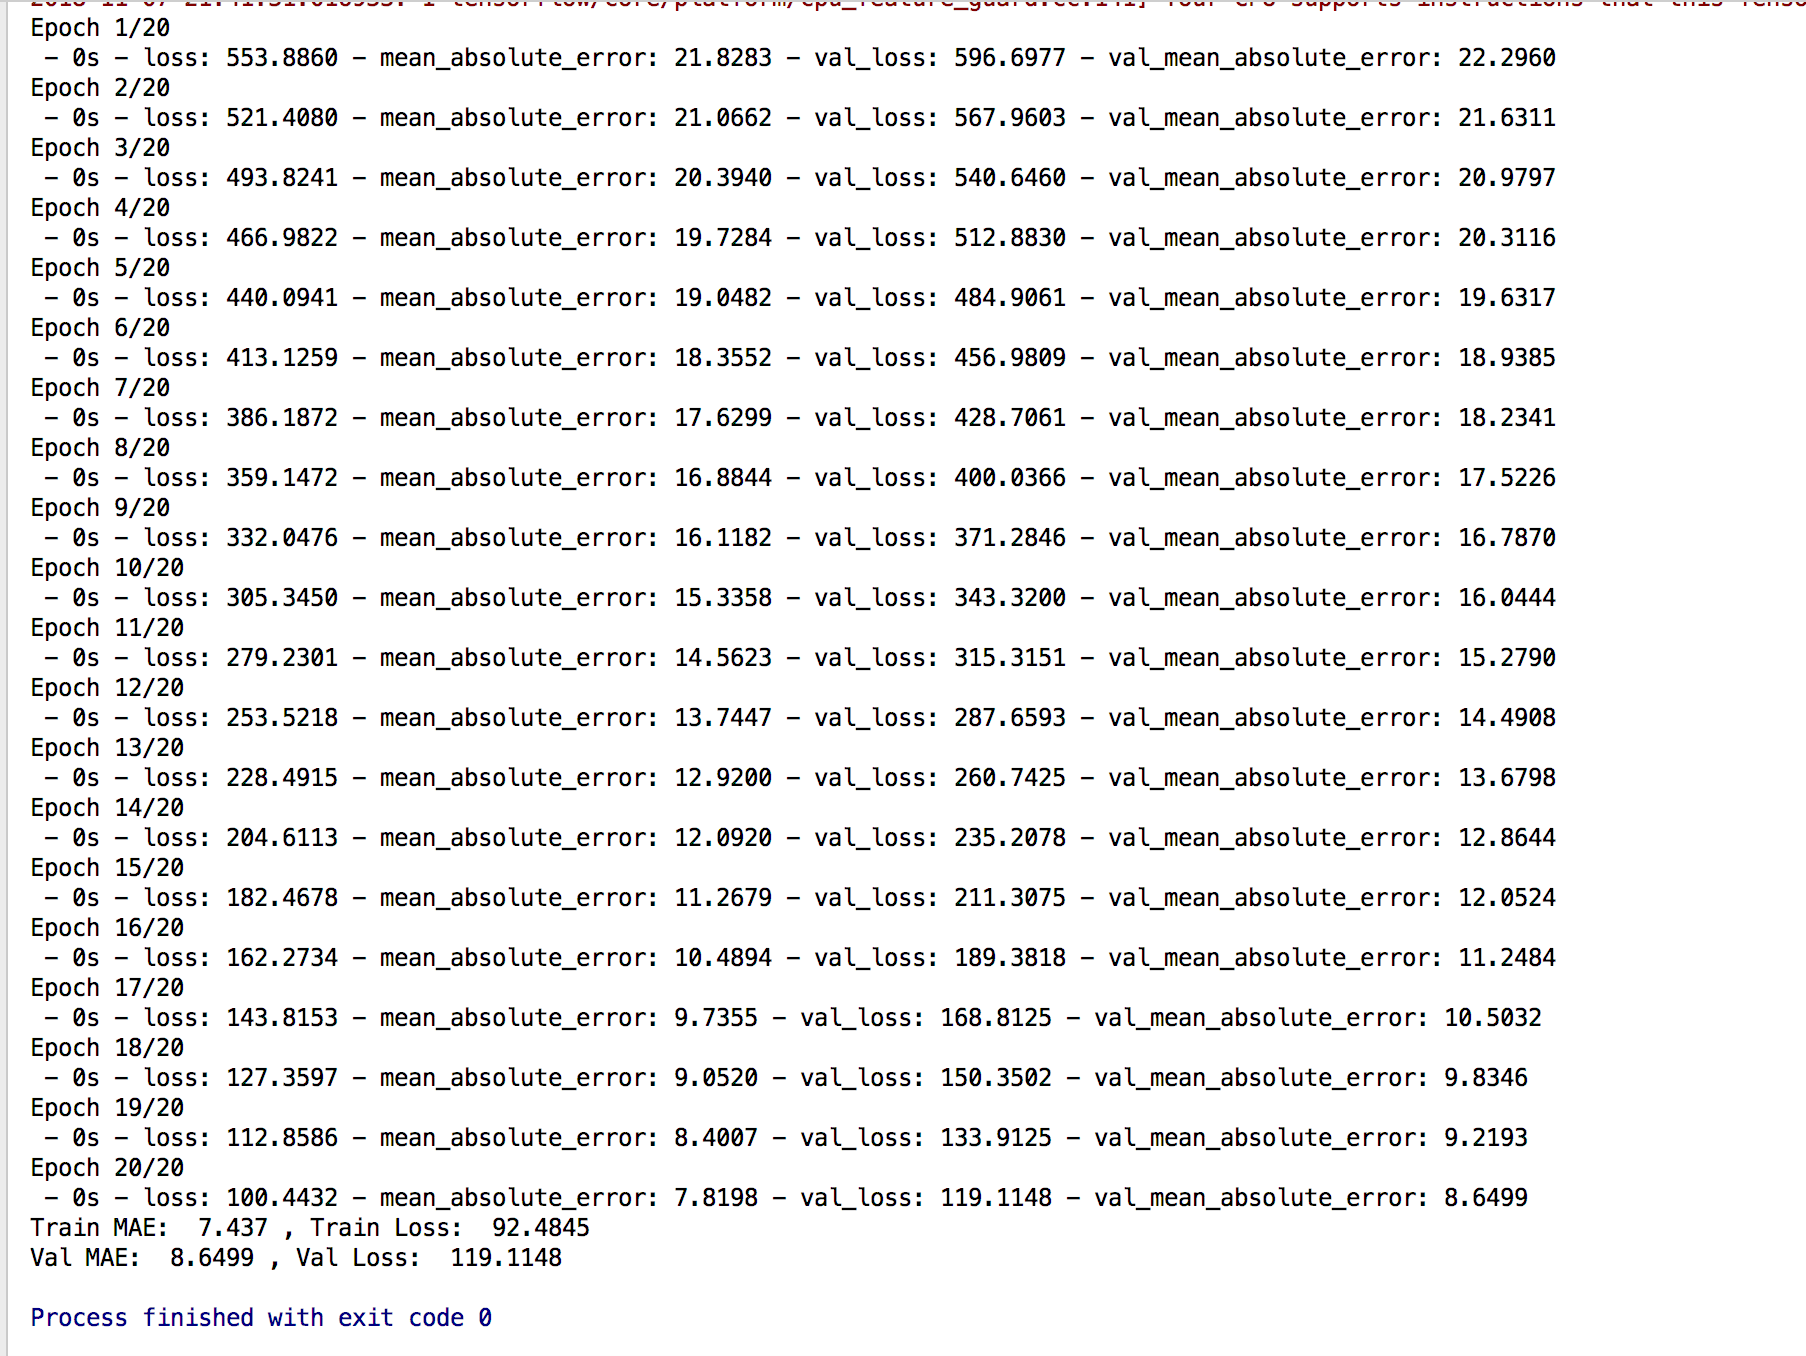 Epoch 1/20
 - 0s - loss: 553.8860 - mean_absolute_error: 21.8283 - val_loss: 596.6977 - val_mean_absolute_error: 22.2960
Epoch 2/20
 - 0s - loss: 521.4080 - mean_absolute_error: 21.0662 - val_loss: 567.9603 - val_mean_absolute_error: 21.6311
Epoch 3/20
 - 0s - loss: 493.8241 - mean_absolute_error: 20.3940 - val_loss: 540.6460 - val_mean_absolute_error: 20.9797
Epoch 4/20
 - 0s - loss: 466.9822 - mean_absolute_error: 19.7284 - val_loss: 512.8830 - val_mean_absolute_error: 20.3116
Epoch 5/20
 - 0s - loss: 440.0941 - mean_absolute_error: 19.0482 - val_loss: 484.9061 - val_mean_absolute_error: 19.6317
Epoch 6/20
 - 0s - loss: 413.1259 - mean_absolute_error: 18.3552 - val_loss: 456.9809 - val_mean_absolute_error: 18.9385
Epoch 7/20
 - 0s - loss: 386.1872 - mean_absolute_error: 17.6299 - val_loss: 428.7061 - val_mean_absolute_error: 18.2341
Epoch 8/20
 - 0s - loss: 359.1472 - mean_absolute_error: 16.8844 - val_loss: 400.0366 - val_mean_absolute_error: 17.5226
Epoch 9/20
 - 0s - loss: 332.0476 - mean_absolute_error: 16.1182 - val_loss: 371.2846 - val_mean_absolute_error: 16.7870
Epoch 10/20
 - 0s - loss: 305.3450 - mean_absolute_error: 15.3358 - val_loss: 343.3200 - val_mean_absolute_error: 16.0444
Epoch 11/20
 - 0s - loss: 279.2301 - mean_absolute_error: 14.5623 - val_loss: 315.3151 - val_mean_absolute_error: 15.2790
Epoch 12/20
 - 0s - loss: 253.5218 - mean_absolute_error: 13.7447 - val_loss: 287.6593 - val_mean_absolute_error: 14.4908
Epoch 13/20
 - 0s - loss: 228.4915 - mean_absolute_error: 12.9200 - val_loss: 260.7425 - val_mean_absolute_error: 13.6798
Epoch 14/20
 - 0s - loss: 204.6113 - mean_absolute_error: 12.0920 - val_loss: 235.2078 - val_mean_absolute_error: 12.8644
Epoch 15/20
 - 0s - loss: 182.4678 - mean_absolute_error: 11.2679 - val_loss: 211.3075 - val_mean_absolute_error: 12.0524
Epoch 16/20
 - 0s - loss: 162.2734 - mean_absolute_error: 10.4894 - val_loss: 189.3818 - val_mean_absolute_error: 11.2484
Epoch 17/20
 - 0s - loss: 143.8153 - mean_absolute_error: 9.7355 - val_loss: 168.8125 - val_mean_absolute_error: 10.5032
Epoch 18/20
 - 0s - loss: 127.3597 - mean_absolute_error: 9.0520 - val_loss: 150.3502 - val_mean_absolute_error: 9.8346
Epoch 19/20
 - 0s - loss: 112.8586 - mean_absolute_error: 8.4007 - val_loss: 133.9125 - val_mean_absolute_error: 9.2193
Epoch 20/20
 - 0s - loss: 100.4432 - mean_absolute_error: 7.8198 - val_loss: 119.1148 - val_mean_absolute_error: 8.6499
Train MAE:  7.437 , Train Loss:  92.4845
Val MAE:  8.6499 , Val Loss:  119.1148
Process finished with exit code 0